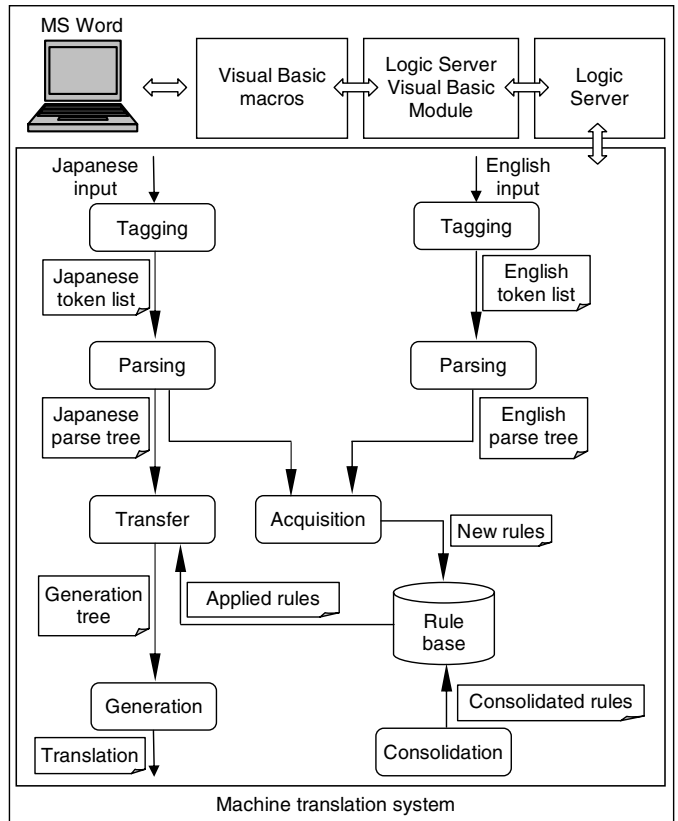 MS Word
Visual Basic
macros
Logic Server
Visual Basic
Module
Logic
Server
Japanese
input
English
input
Tagging
Tagging
Japanese
token list
English
token list
Parsing
Parsing
Japanese
parse tree
English
parse tree
Transfer
Acquisition
New rules
Generation
tree
Applied rules
Rule
base
Generation
Consolidated rules
Translation
Consolidation
Machine translation system